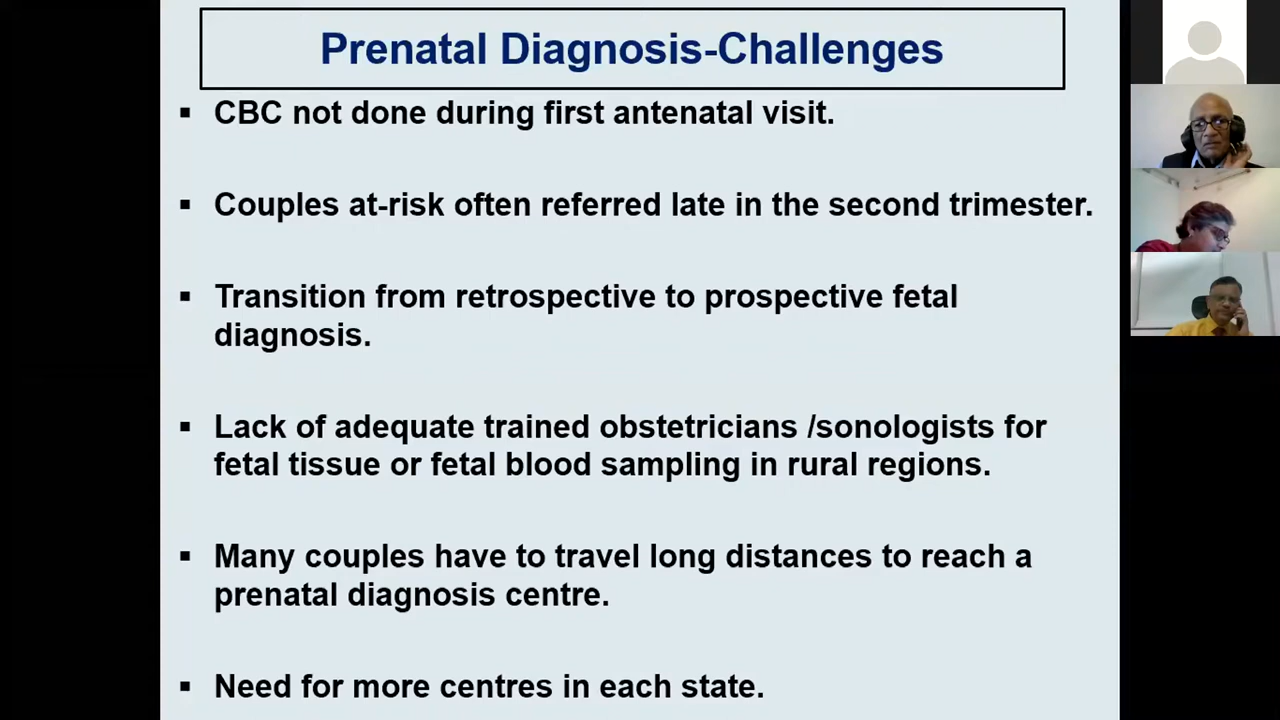 Prenatal Diagnosis-Challenges
▪ CBC not done during first antenatal visit.
▪ Couples at-risk often referred late in the second trimester.
▪ Transition from retrospective to prospective fetal
diagnosis.
▪ Lack of adequate trained obstetricians /sonologists for
fetal tissue or fetal blood sampling in rural regions.
▪ Many couples have to travel long distances to reach a
prenatal diagnosis centre.
▪ Need for more centres in each state.